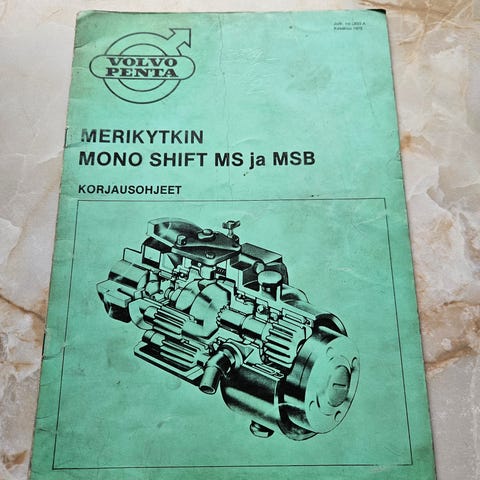 VOLVO
PENTA
MERIKYTKIN
MONO SHIFT MS ja MSB
KORJAUSOHJEET